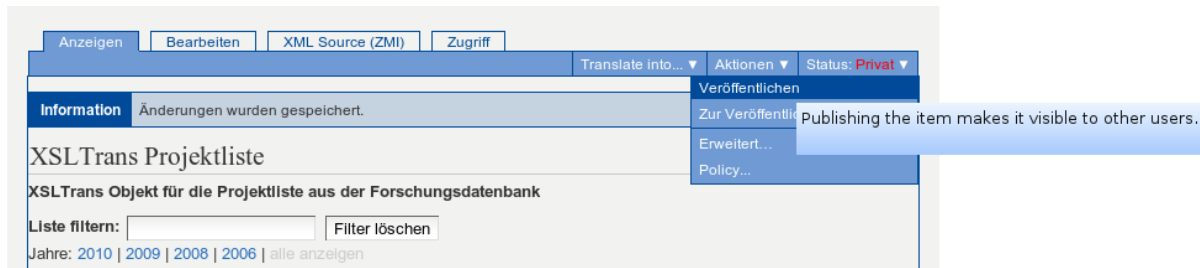 Anzeigen Bearbeiten XML Source (ZMI) Zugriff
Translate into... ▼ Aktionen ▼ Status: Privat ▼
Veröffentlichen
Information Änderungen wurden gespeichert.
Zur Veröffentlic
Publishing the item makes it visible to other users.
Erweitert...
XSLTrans Projektliste
Policy...
XSLTrans Objekt für die Projektliste aus der Forschungsdatenbank
Liste filtern: Filter löschen
Jahre: 2010 | 2009 | 2008 | 2006 | alle anzeigen